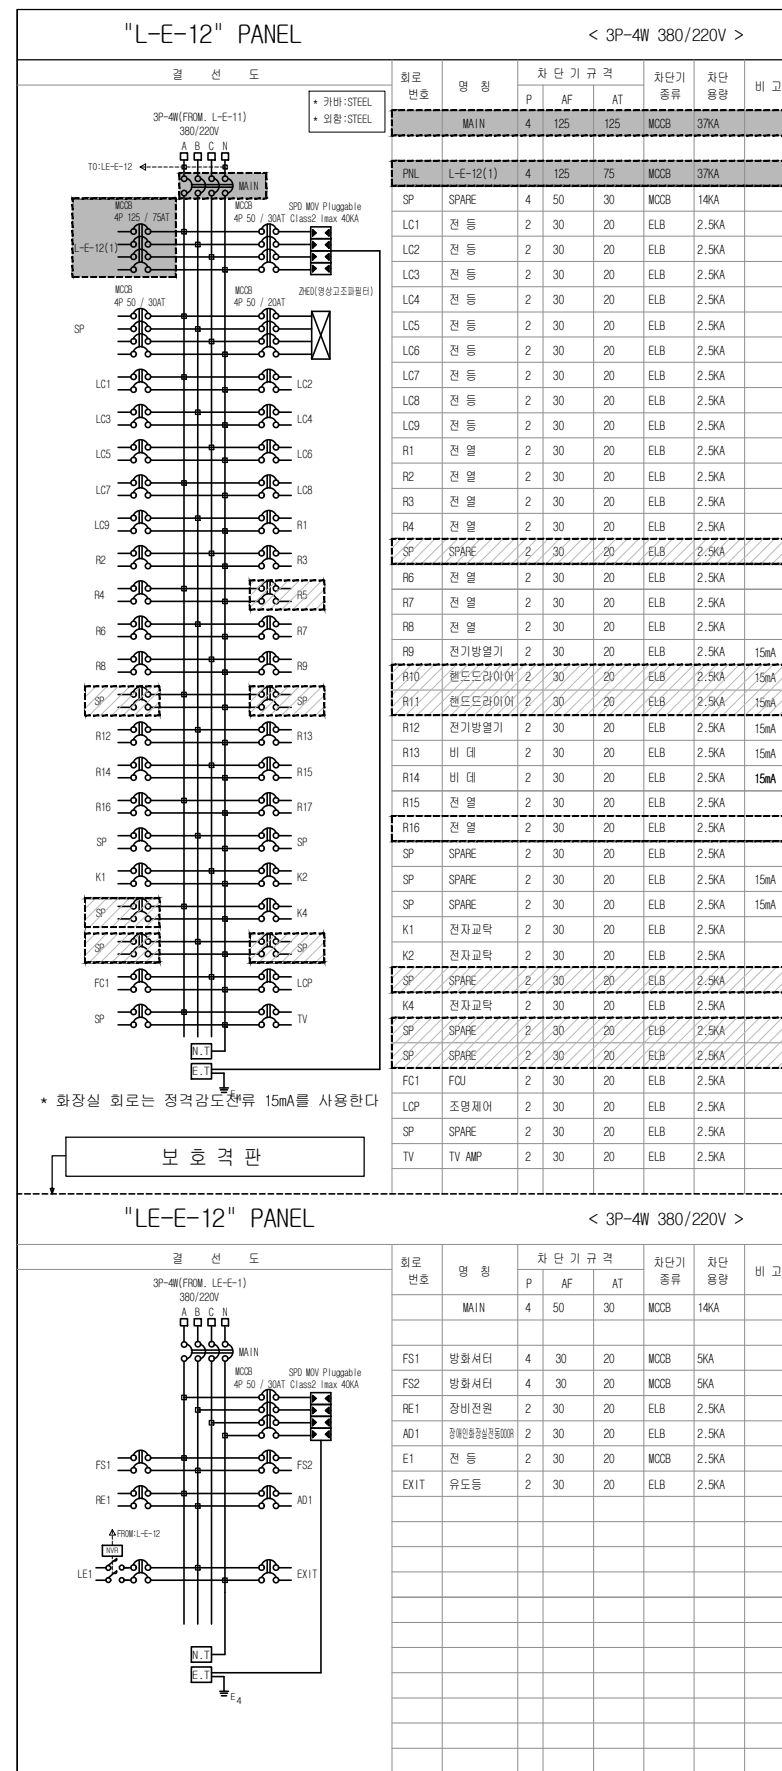 "L-E-12" PANEL < 3P-4W 380/220V >
결 선 도
회로 번호 명 칭 차 단 기 규 격 차단기 종류 차단 용량 비 고
P AF AT
* 카바:STEEL
* 외함:STEEL
3P-4W(FROM. L-E-11)
380/220V
A B C N
TO:LE-E-12
MAIN
MCCB
4P 125 / 75AT
L-E-12(1)
MCCB
4P 50 / 30AT
SPD MOV Pluggable
Class2 Imax 40KA
MCCB
4P 50 / 30AT
SP
MCCB
4P 50 / 20AT
ZHED(영상고조파필터)
LC1 LC2
LC3 LC4
LC5 LC6
LC7 LC8
LC9 R1
R2 R3
R4 R5
R6 R7
R8 R9
SP SP
R12 R13
R14 R15
R16 R17
SP SP
K1 K2
SP K4
SP SP
FC1 LCP
SP TV
N.T
E.T
E4
* 화장실 회로는 정격감도전류 15mA를 사용한다
보 호 격 판
MAIN 4 125 125 MCCB 37KA
PNL L-E-12(1) 4 125 75 MCCB 37KA
SP SPARE 4 50 30 MCCB 14KA
LC1 전 등 2 30 20 ELB 2.5KA
LC2 전 등 2 30 20 ELB 2.5KA
LC3 전 등 2 30 20 ELB 2.5KA
LC4 전 등 2 30 20 ELB 2.5KA
LC5 전 등 2 30 20 ELB 2.5KA
LC6 전 등 2 30 20 ELB 2.5KA
LC7 전 등 2 30 20 ELB 2.5KA
LC8 전 등 2 30 20 ELB 2.5KA
LC9 전 등 2 30 20 ELB 2.5KA
R1 전 열 2 30 20 ELB 2.5KA
R2 전 열 2 30 20 ELB 2.5KA
R3 전 열 2 30 20 ELB 2.5KA
R4 전 열 2 30 20 ELB 2.5KA
SP SPARE 2 30 20 ELB 2.5KA
R6 전 열 2 30 20 ELB 2.5KA
R7 전 열 2 30 20 ELB 2.5KA
R8 전 열 2 30 20 ELB 2.5KA
R9 전기방열기 2 30 20 ELB 2.5KA 15mA
R10 핸드드라이어 2 30 20 ELB 2.5KA 15mA
R11 핸드드라이어 2 30 20 ELB 2.5KA 15mA
R12 전기방열기 2 30 20 ELB 2.5KA 15mA
R13 비 데 2 30 20 ELB 2.5KA 15mA
R14 비 데 2 30 20 ELB 2.5KA 15mA
R15 전 열 2 30 20 ELB 2.5KA
R16 전 열 2 30 20 ELB 2.5KA
SP SPARE 2 30 20 ELB 2.5KA
SP SPARE 2 30 20 ELB 2.5KA 15mA
SP SPARE 2 30 20 ELB 2.5KA 15mA
K1 전자교탁 2 30 20 ELB 2.5KA
K2 전자교탁 2 30 20 ELB 2.5KA
SP SPARE 2 30 20 ELB 2.5KA
K4 전자교탁 2 30 20 ELB 2.5KA
SP SPARE 2 30 20 ELB 2.5KA
SP SPARE 2 30 20 ELB 2.5KA
FC1 FCU 2 30 20 ELB 2.5KA
LCP 조명제어 2 30 20 ELB 2.5KA
SP SPARE 2 30 20 ELB 2.5KA
TV TV AMP 2 30 20 ELB 2.5KA
"LE-E-12" PANEL < 3P-4W 380/220V >
결 선 도
회로 번호 명 칭 차 단 기 규 격 차단기 종류 차단 용량 비 고
P AF AT
3P-4W(FROM. LE-E-1)
380/220V
A B C N
MAIN
MCCB
4P 50 / 30AT
SPD MOV Pluggable
Class2 Imax 40KA
FS1 FS2
RE1 AD1
FROM:L-E-12
NVR
LE1 EXIT
N.T
E.T
E4
MAIN 4 50 30 MCCB 14KA
FS1 방화셔터 4 30 20 MCCB 5KA
FS2 방화셔터 4 30 20 MCCB 5KA
RE1 장비전원 2 30 20 ELB 2.5KA
AD1 장애인화장실전동DOOR 2 30 20 ELB 2.5KA
E1 전 등 2 30 20 MCCB 2.5KA
EXIT 유도등 2 30 20 ELB 2.5KA